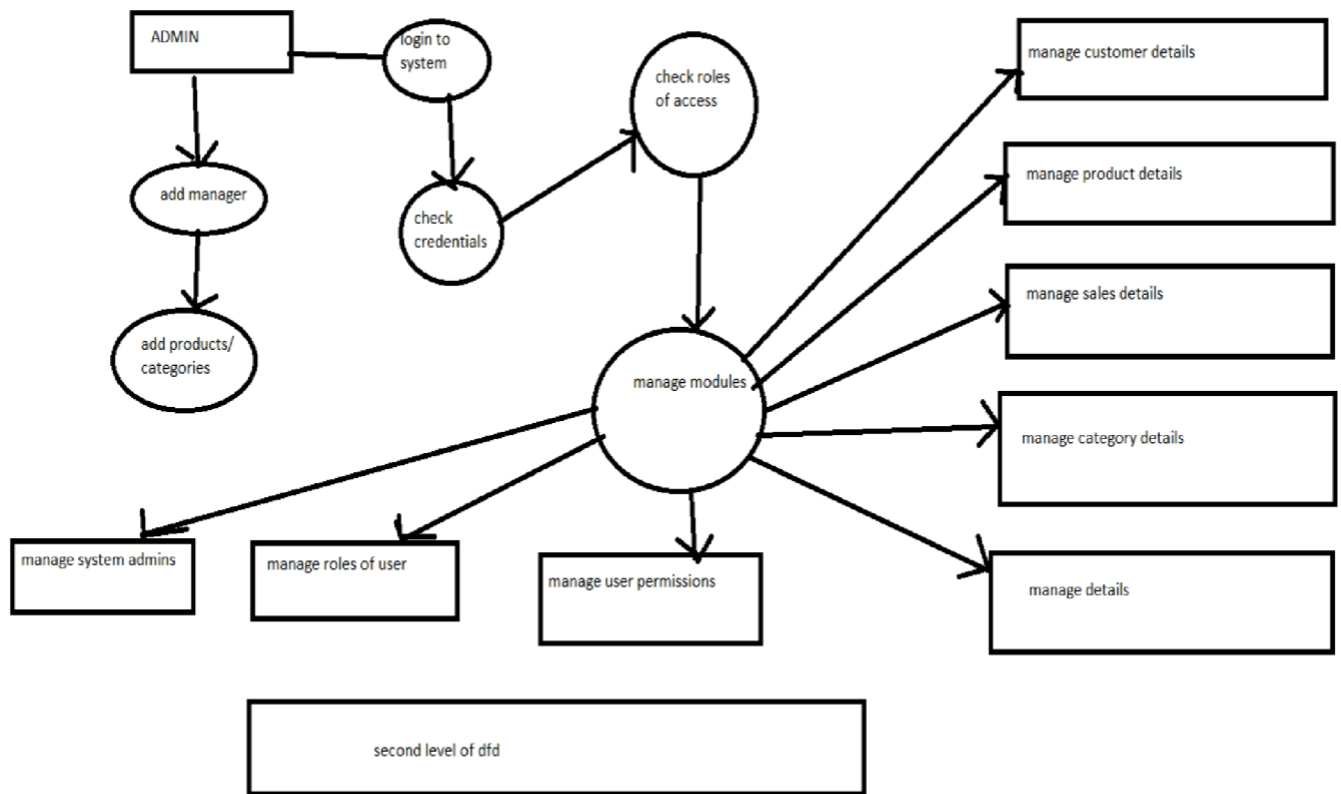 ADMIN
login to
system
check roles
of access
manage customer details
add manager
check
credentials
manage product details
manage sales details
add products/
categories
manage modules
manage category details
manage system admins
manage roles of user
manage user permissions
manage details
second level of dfd